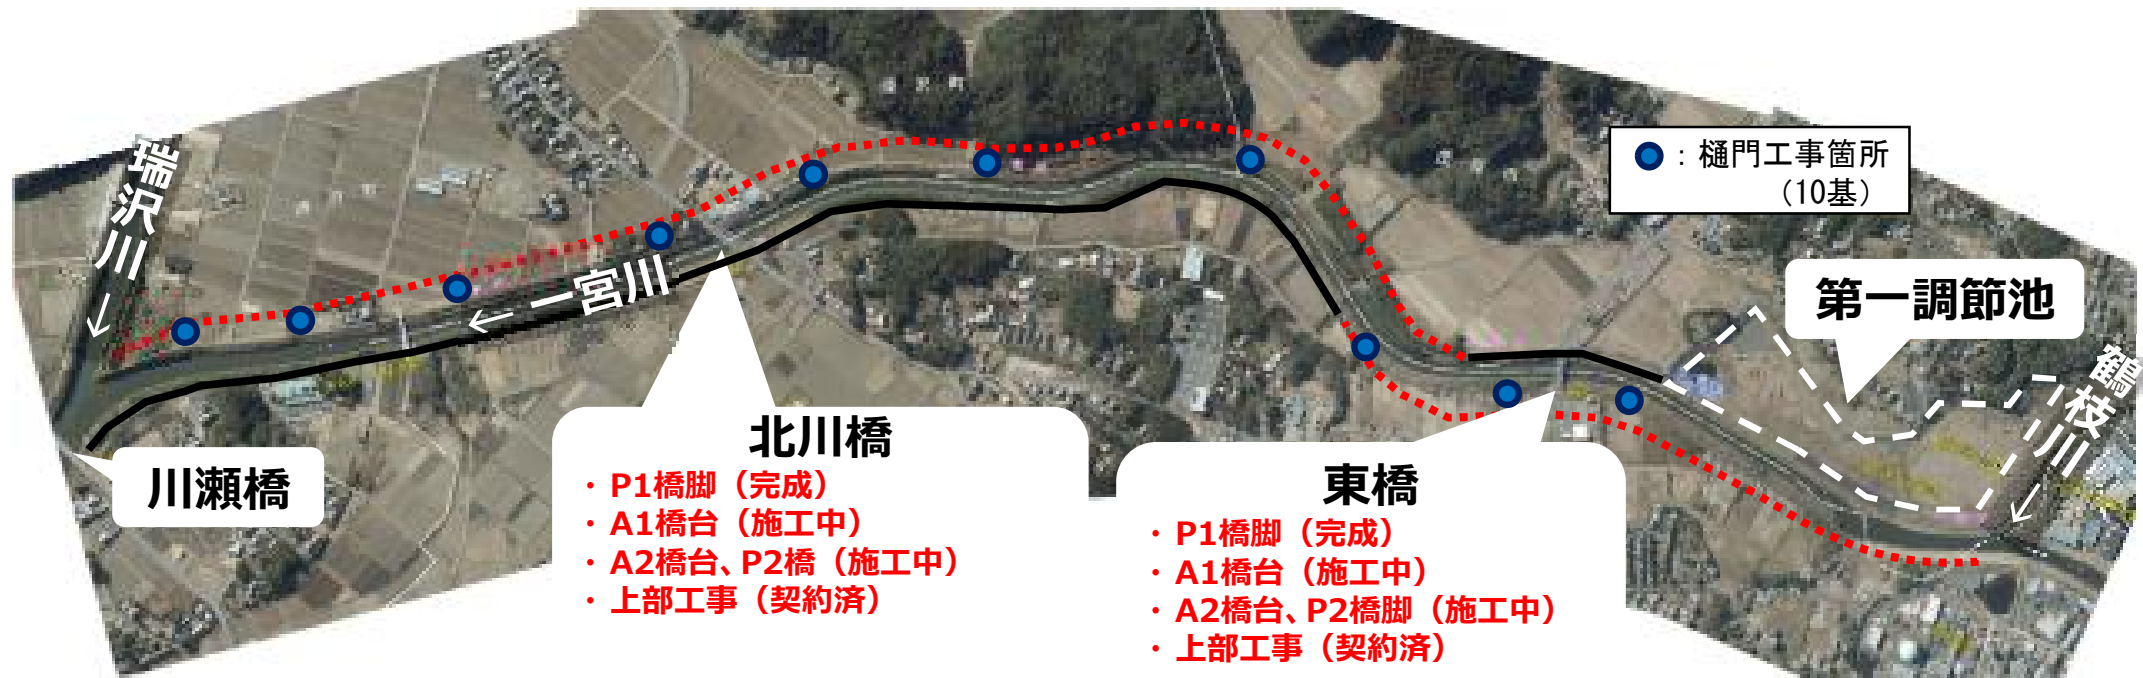 瑞沢川
←
一宮川
←
：樋門工事箇所
（10基）
第一調節池
鶴枝川
←
川瀬橋
北川橋
・P1橋脚（完成）
・A1橋台（施工中）
・A2橋台、P2橋（施工中）
・上部工事（契約済）
東橋
・P1橋脚（完成）
・A1橋台（施工中）
・A2橋台、P2橋脚（施工中）
・上部工事（契約済）